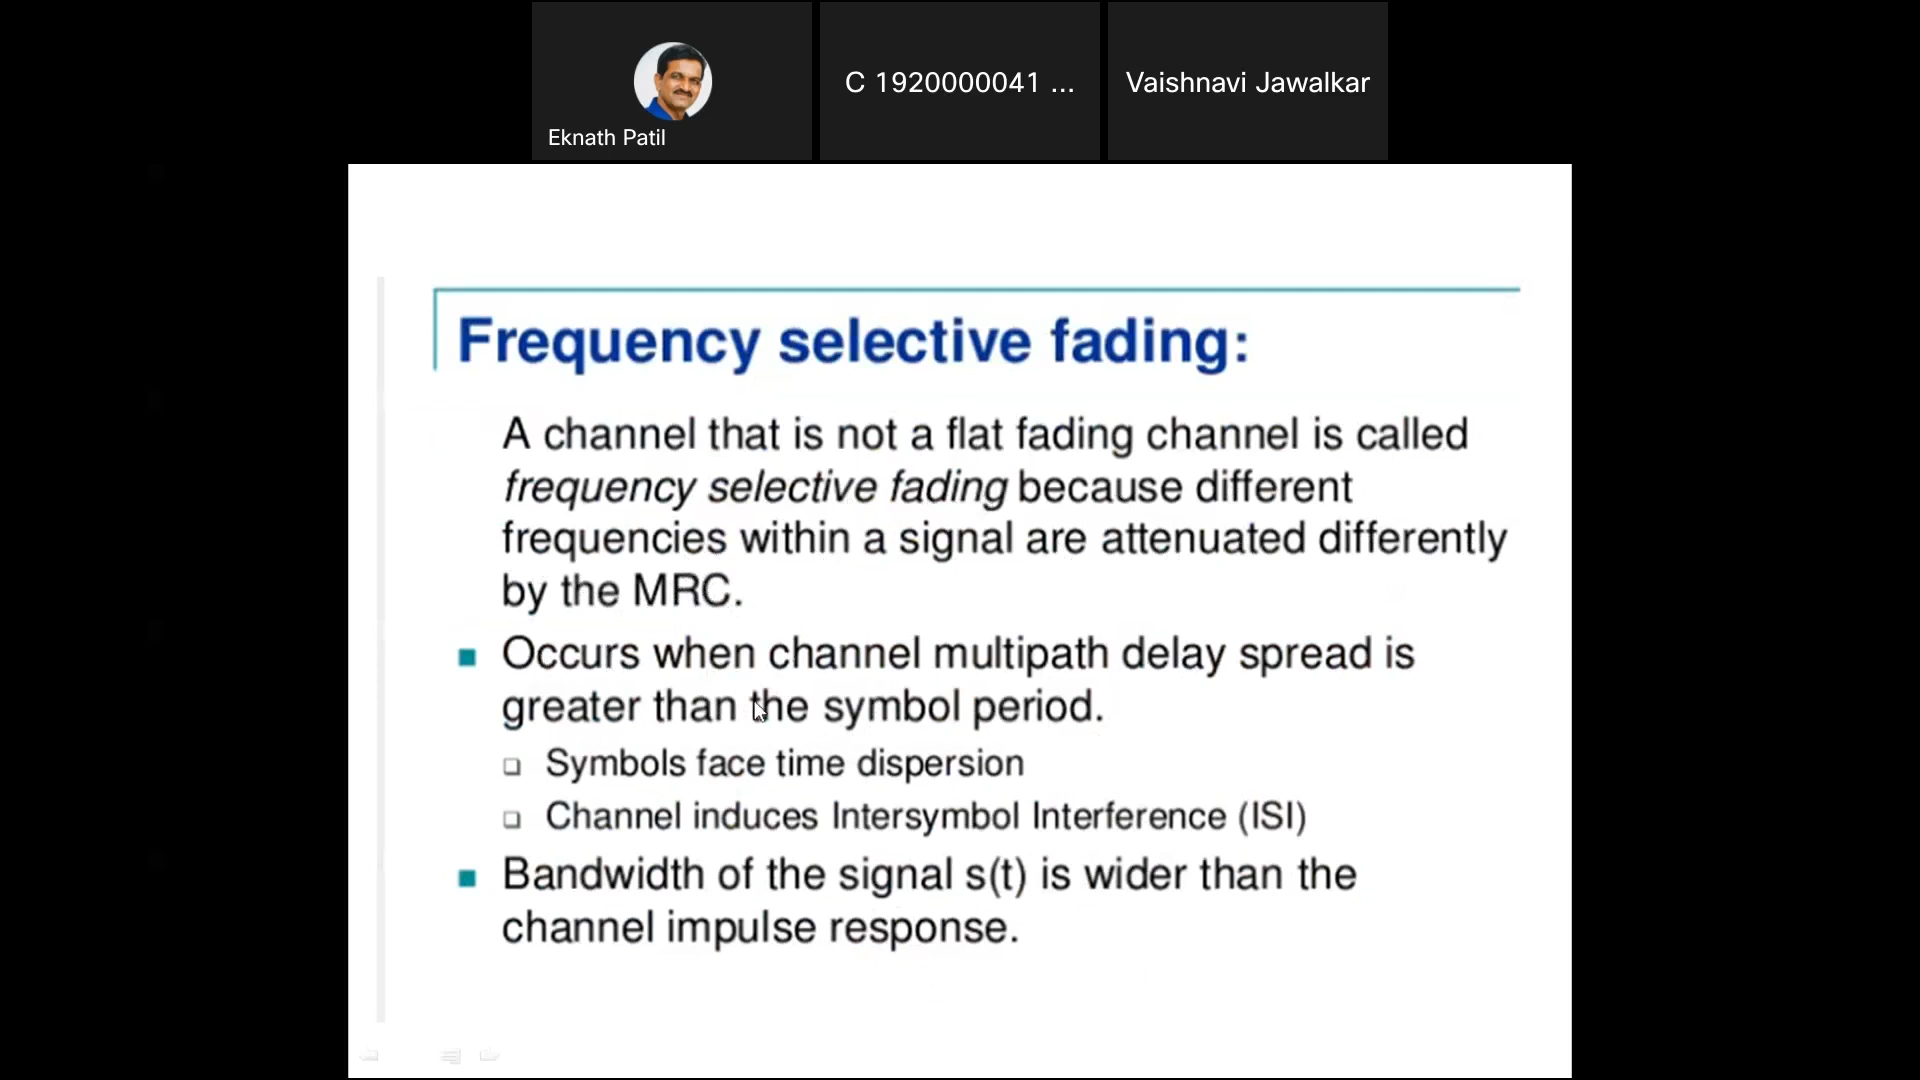 Eknath Patil
C 1920000041 ...
Vaishnavi Jawalkar
Frequency selective fading:
A channel that is not a flat fading channel is called
frequency selective fading because different
frequencies within a signal are attenuated differently
by the MRC.
Occurs when channel multipath delay spread is
greater than the symbol period.
Symbols face time dispersion
Channel induces Intersymbol Interference (ISI)
Bandwidth of the signal s(t) is wider than the
channel impulse response.